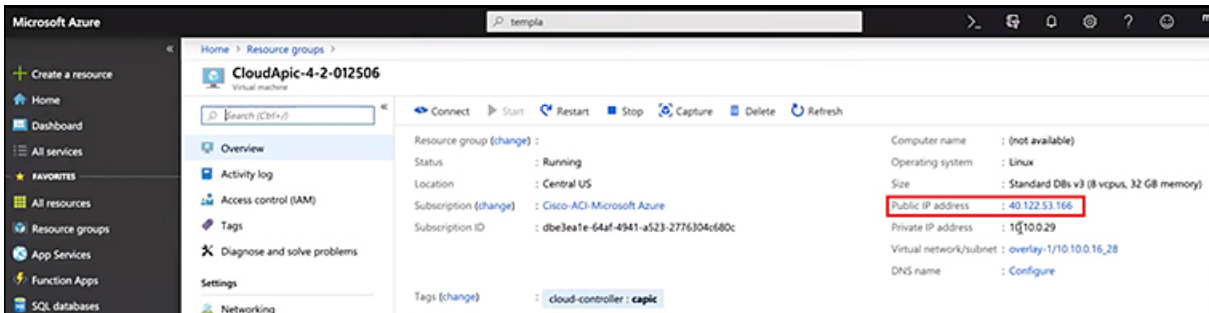 Microsoft Azure
templa
«
Home > Resource groups >
Create a resource
Home
Dashboard
All services
FAVORITES
All resources
Resource groups
App Services
Function Apps
SQL databases
CloudApic-4-2-012506
Virtual machine
Search (Ctrl+/)
«
Overview
Activity log
Access control (IAM)
Tags
Diagnose and solve problems
Settings
Networking
Connect Start Restart Stop Capture Delete Refresh
Resource group (change) :
Status : Running
Location : Central US
Subscription (change) : Cisco-ACI-Microsoft Azure
Subscription ID : dbe3ea1e-64af-4941-a523-2776304c680c
Tags (change) : cloud-controller : capic
Computer name : (not available)
Operating system : Linux
Size : Standard D8s v3 (8 vcpus, 32 GB memory)
Public IP address : 40.122.53.166
Private IP address : 10.10.0.29
Virtual network/subnet : overlay-1/10.10.0.16_28
DNS name : Configure